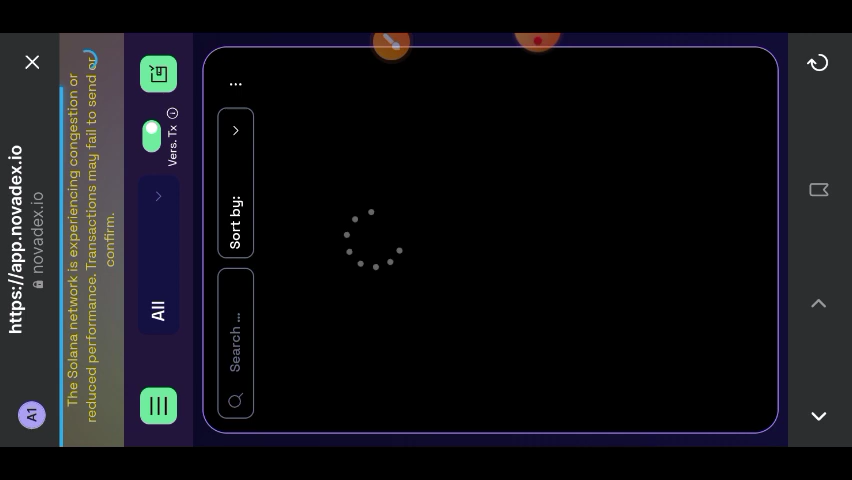 https://app.novadex.io
novadex.io
A1
The Solana network is experiencing congestion or
reduced performance. Transactions may fail to send or
confirm.
All
Vers. Tx
Search ...
Sort by: